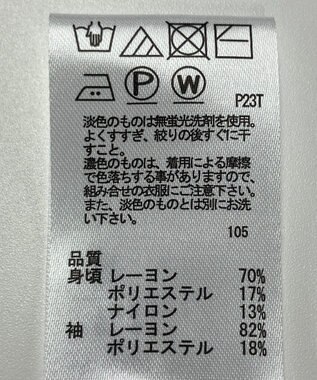 P W
P23T
淡色のものは無蛍光洗剤を使用。
よくすすぎ、絞りの後すぐに干
すこと。
濃色のものは、着用による摩擦
で色落ちする事がありますので、
組み合せの衣服にご注意下さい。
また、淡色のものとは別にお洗
い下さい。
105
品質
身頃 レーヨン 70%
ポリエステル 17%
ナイロン 13%
袖 レーヨン 82%
ポリエステル 18%